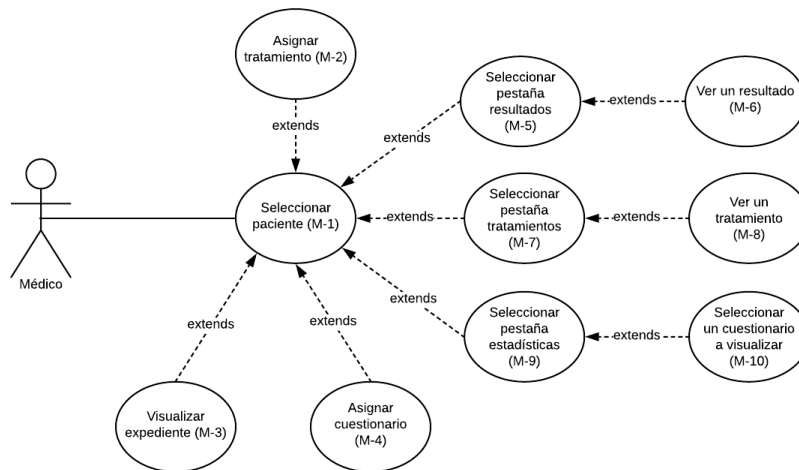 Asignar
tratamiento (M-2)
extends
Seleccionar
pestaña
resultados
(M-5)
extends
Ver un resultado
(M-6)
extends
Médico
Seleccionar
paciente (M-1)
extends
Seleccionar
pestaña
tratamientos
(M-7)
extends
Ver un
tratamiento
(M-8)
extends
Seleccionar
pestaña
estadísticas
(M-9)
extends
Seleccionar
un cuestionario
a visualizar
(M-10)
extends
extends
Visualizar
expediente (M-3)
Asignar
cuestionario
(M-4)